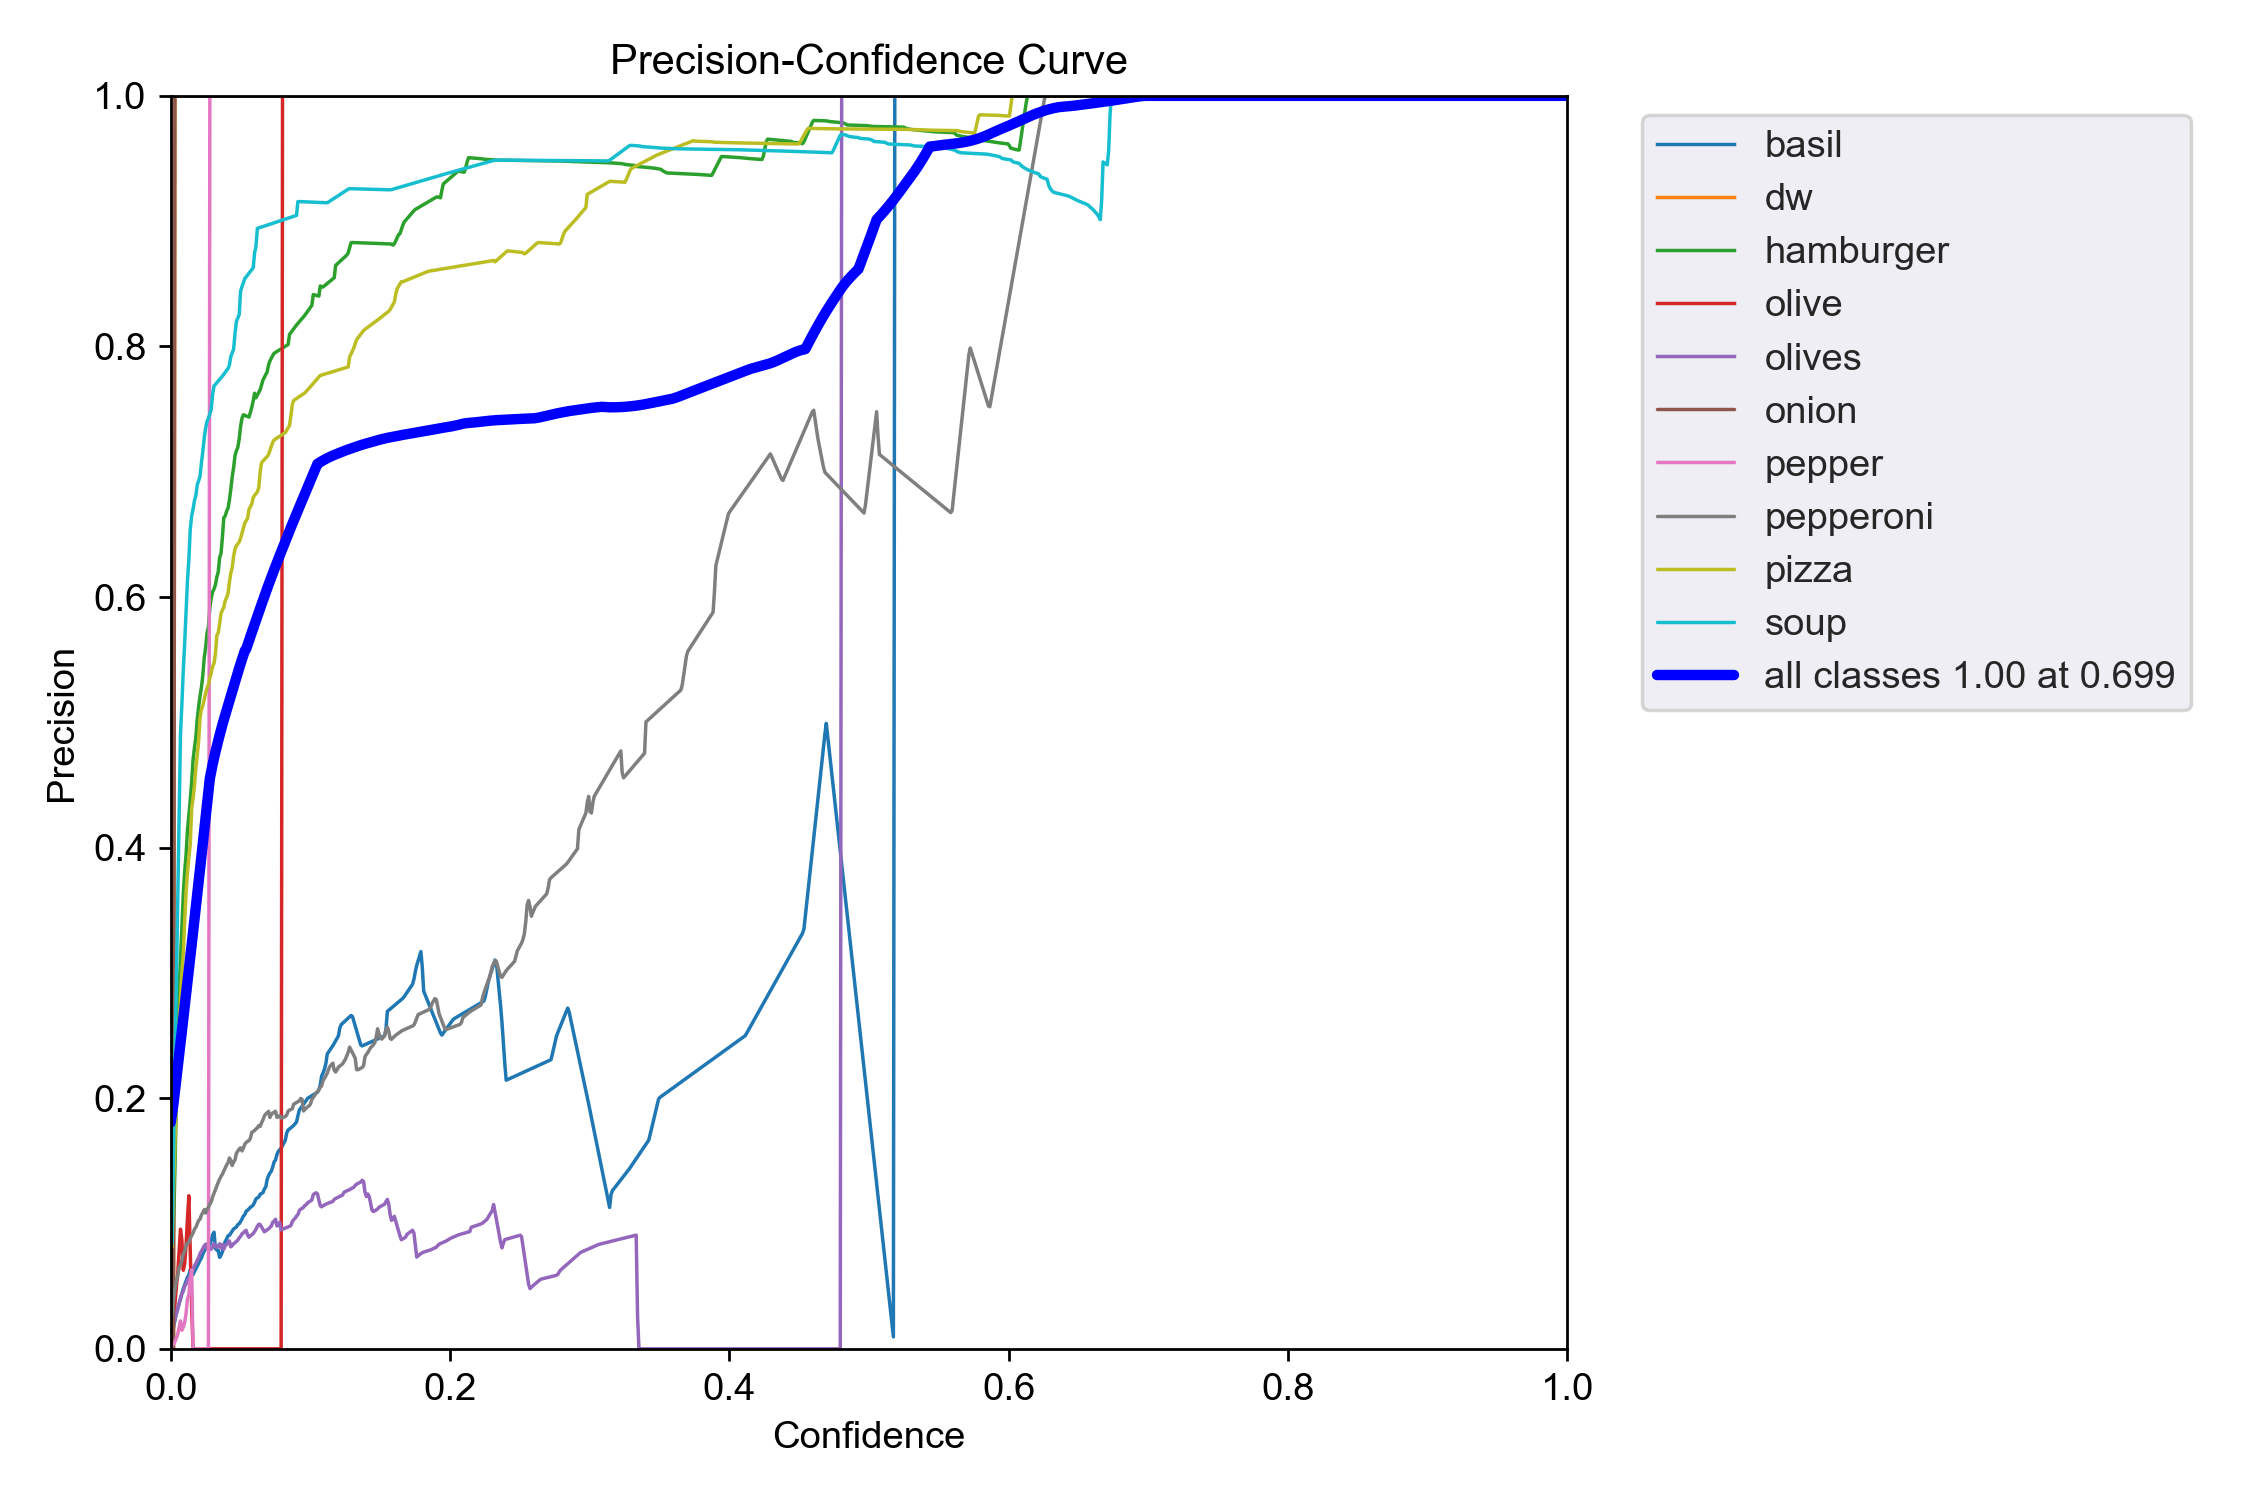 Precision-Confidence Curve
1.0
0.8
0.6
0.4
0.2
0.0
Precision
0.0 0.2 0.4 0.6 0.8 1.0
Confidence
basil
dw
hamburger
olive
olives
onion
pepper
pepperoni
pizza
soup
all classes 1.00 at 0.699